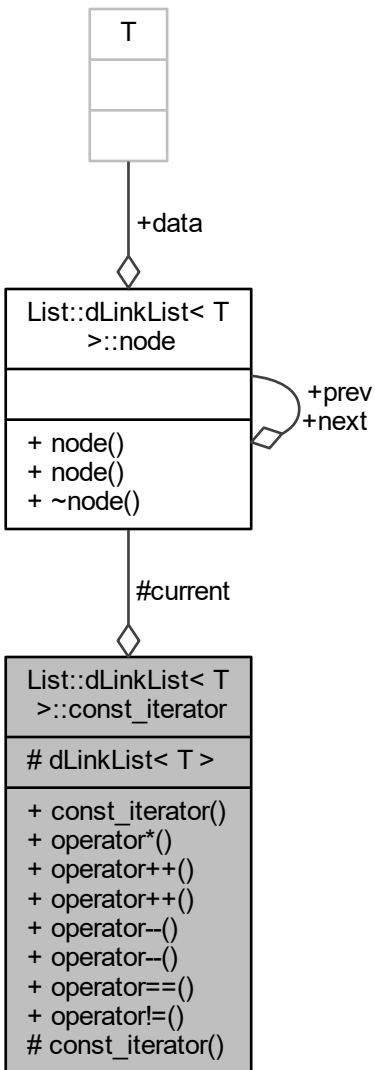 T
+data
List::dLinkList< T
>::node
+prev
+next
+ node()
+ node()
+ ~node()
#current
List::dLinkList< T
>::const_iterator
# dLinkList< T >
+ const_iterator()
+ operator*()
+ operator++()
+ operator++()
+ operator--()
+ operator--()
+ operator==()
+ operator!=()
# const_iterator()